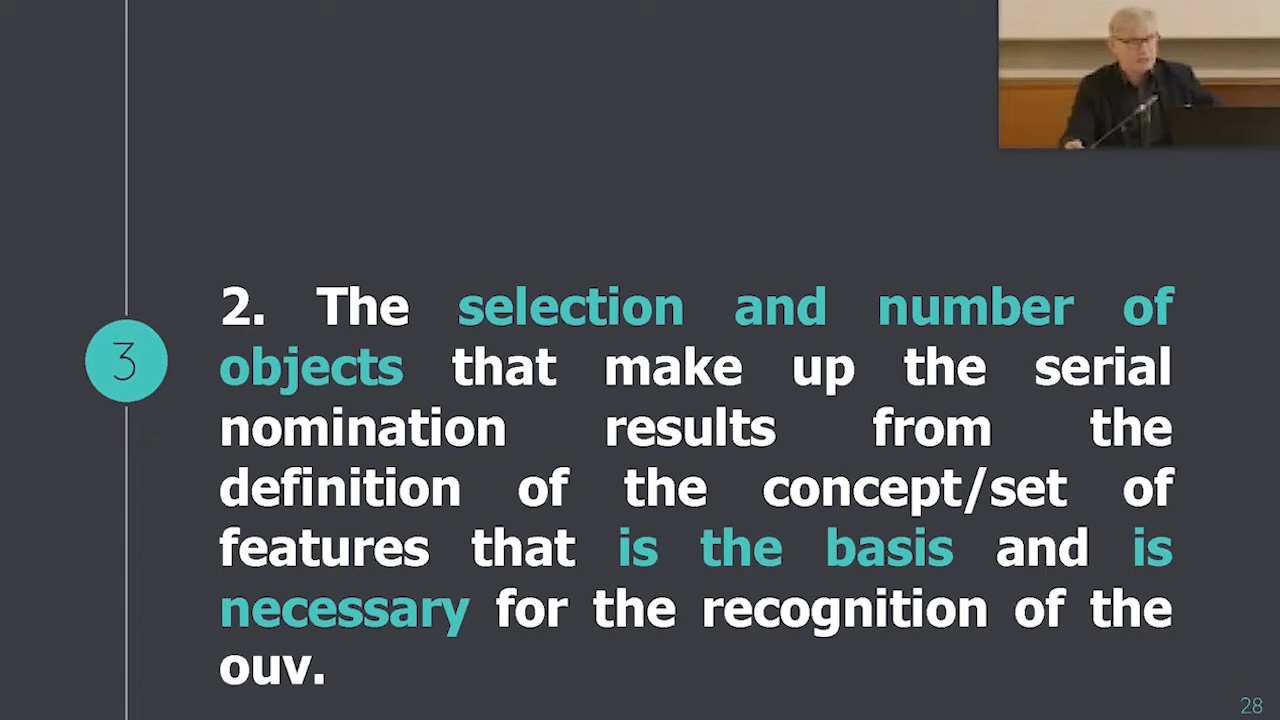 3
2. The selection and number of
objects that make up the serial
nomination results from the
definition of the concept/set of
features that is the basis and is
necessary for the recognition of the
ouv.
28